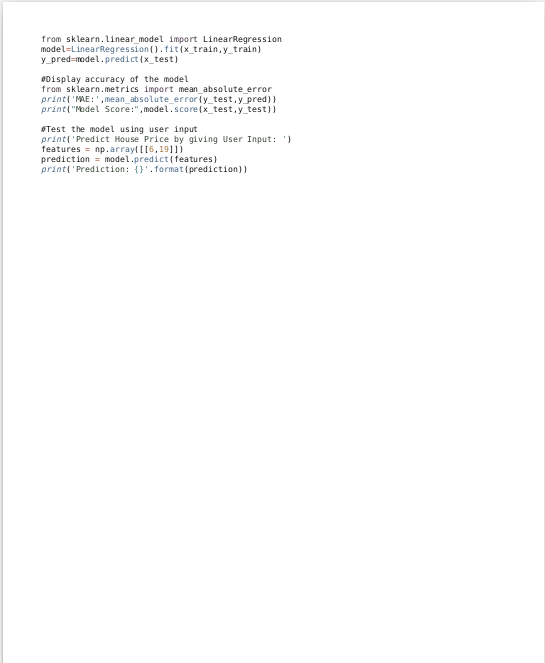 from sklearn.linear_model import LinearRegression
model=LinearRegression().fit(x_train,y_train)
y_pred=model.predict(x_test)
#Display accuracy of the model
from sklearn.metrics import mean_absolute_error
print('MAE:',mean_absolute_error(y_test,y_pred))
print("Model Score:",model.score(x_test,y_test))
#Test the model using user input
print('Predict House Price by giving User Input: ')
features = np.array([[6,19]])
prediction = model.predict(features)
print('Prediction: {}'.format(prediction))